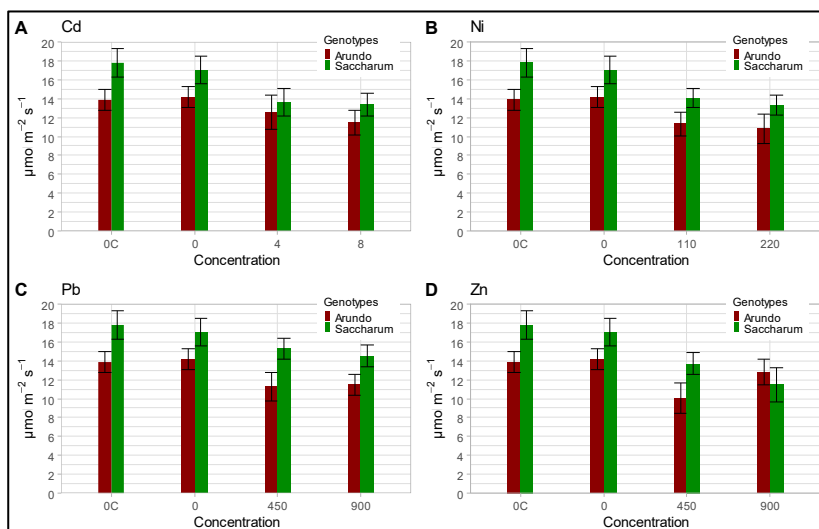 A Cd
Genotypes
Arundo
Saccharum
20
18
16
14
12
10
8
6
4
2
0
µmo m−2 s−1
0C 0 4 8
Concentration
B Ni
Genotypes
Arundo
Saccharum
20
18
16
14
12
10
8
6
4
2
0
µmo m−2 s−1
0C 0 110 220
Concentration
C Pb
Genotypes
Arundo
Saccharum
20
18
16
14
12
10
8
6
4
2
0
µmo m−2 s−1
0C 0 450 900
Concentration
D Zn
Genotypes
Arundo
Saccharum
20
18
16
14
12
10
8
6
4
2
0
µmo m−2 s−1
0C 0 450 900
Concentration